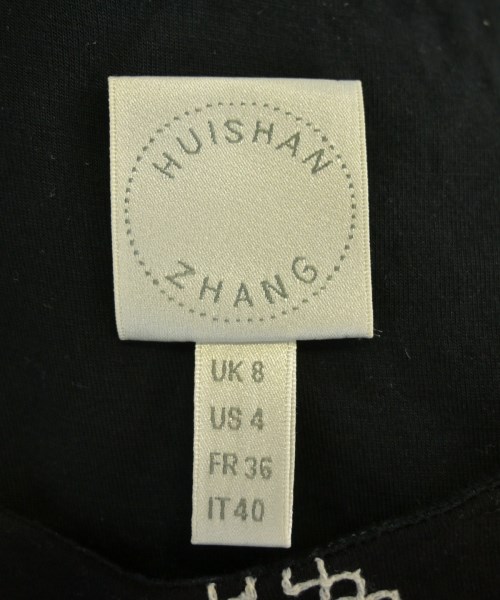 HUISHAN
ZHANG
UK 8
US 4
FR 36
IT 40